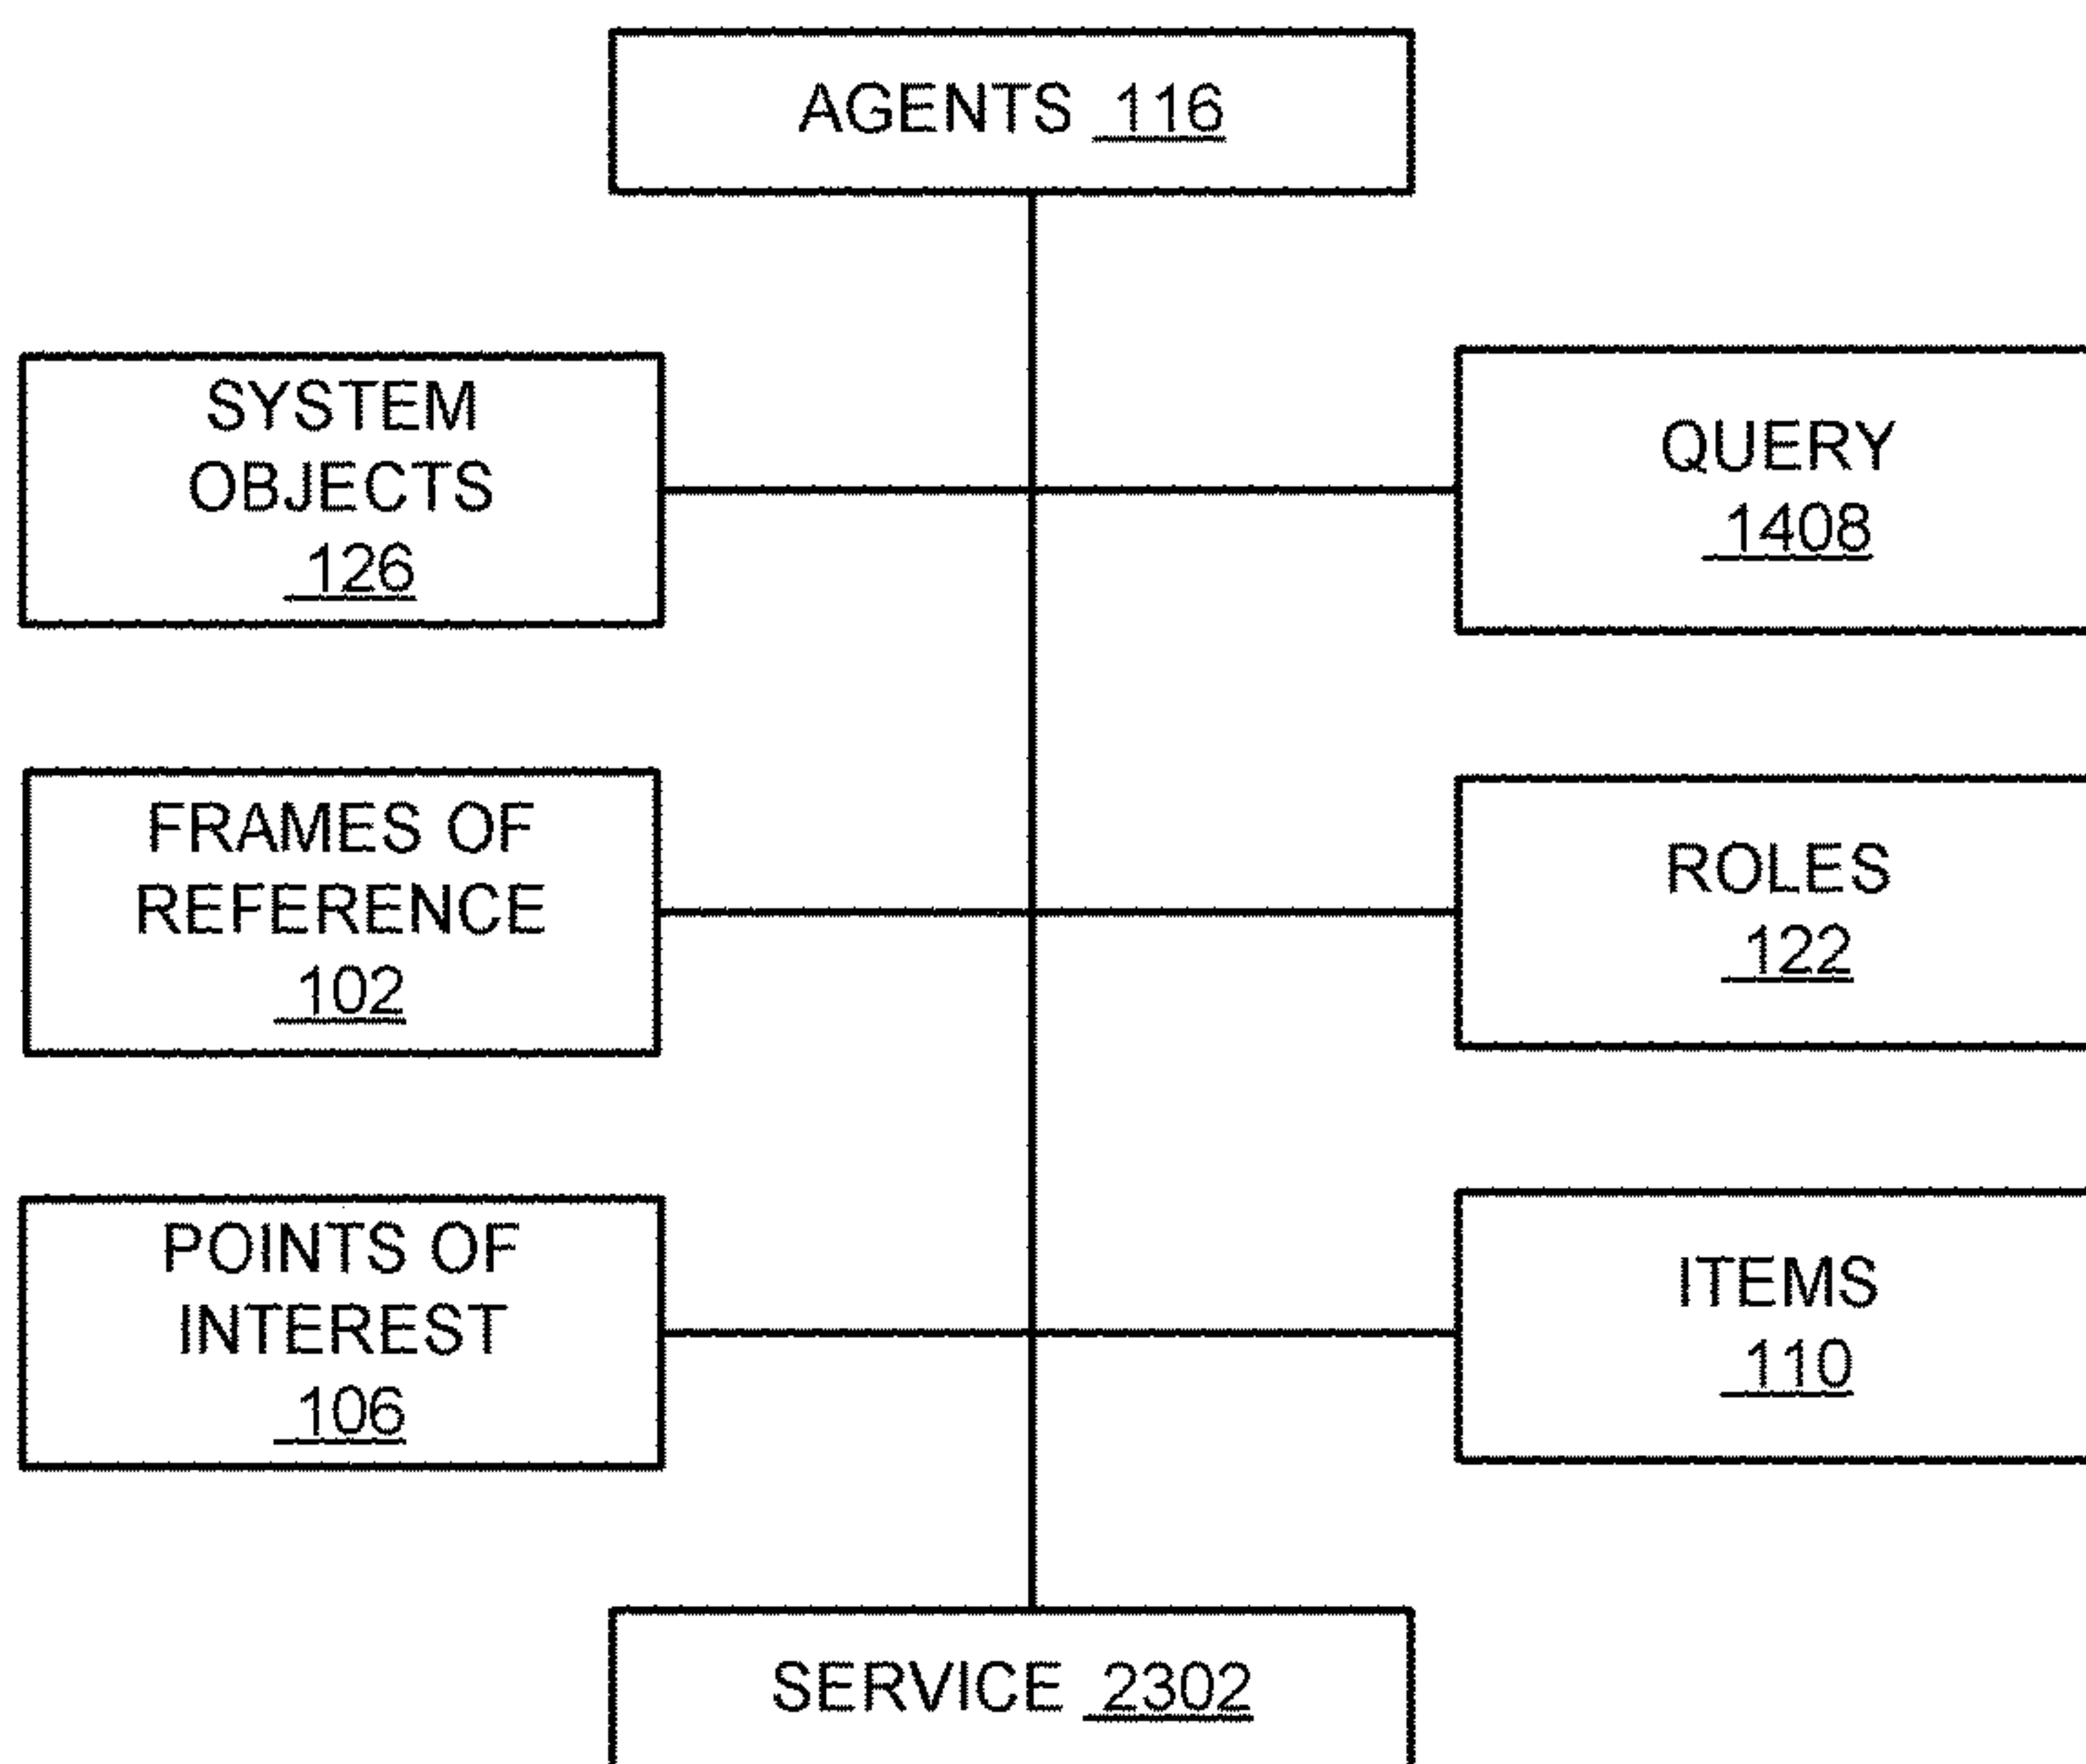 AGENTS 116
SYSTEM
OBJECTS
126
QUERY
1408
FRAMES OF
REFERENCE
102
ROLES
122
POINTS OF
INTEREST
106
ITEMS
110
SERVICE 2302